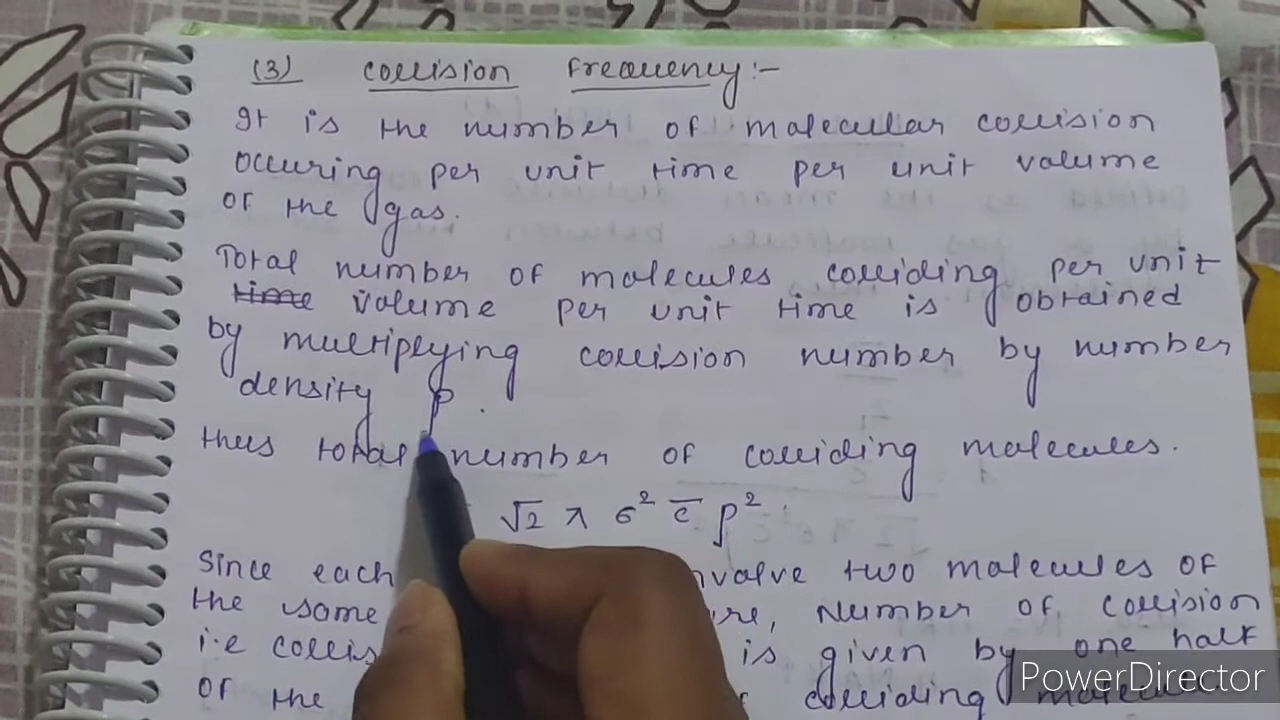 (3) Collision Frequency:-
It is the number of molecular collision
occuring per unit time per unit volume
of the gas.
Total number of molecules colliding per unit
time volume per unit time is obtained
by multiplying collision number by number
density ρ.
thus total number of colliding molecules.
√2 π σ² c̅ ρ²
Since each involve two molecules of
the same Number of collision
i.e is given by one half
of the colliding
PowerDirector